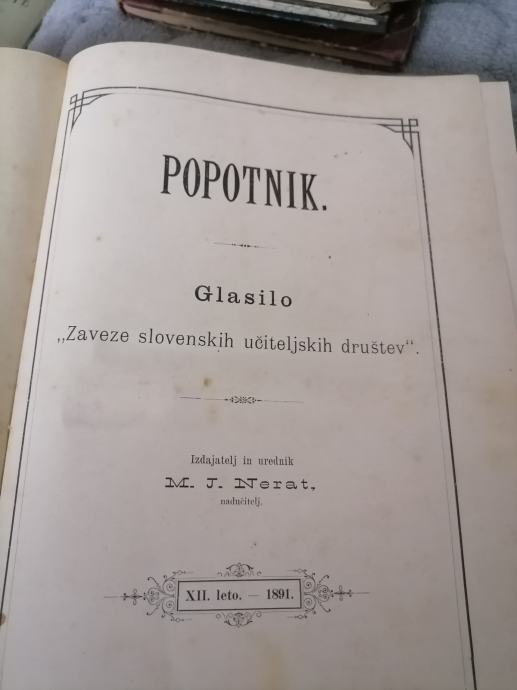 POPOTNIK.
Glasilo
„Zaveze slovenskih učiteljskih društev“.
Izdajatelj in urednik
M. J. Nerat,
nadučitelj.
XII. leto. — 1891.